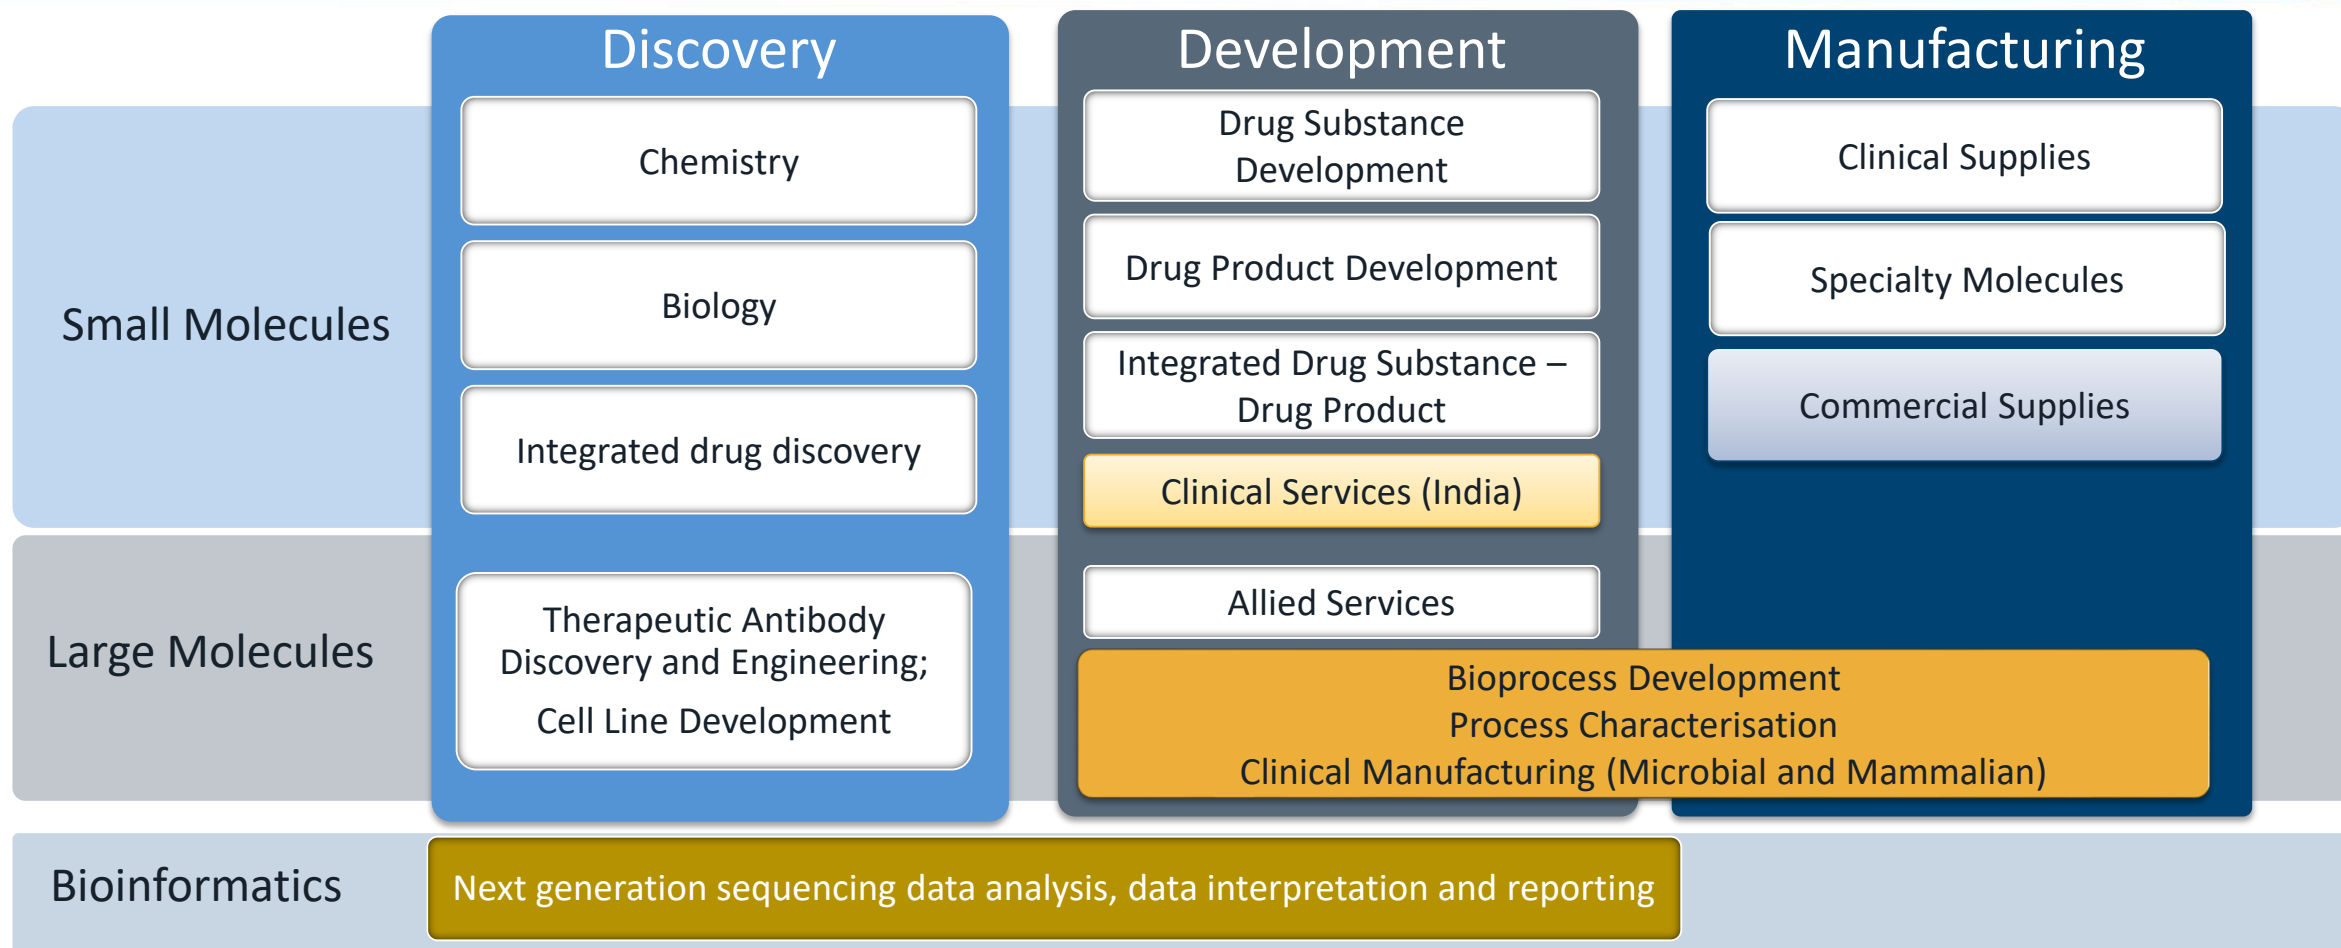 Discovery
Development
Manufacturing
Small Molecules
Chemistry
Biology
Integrated drug discovery
Drug Substance
Development
Drug Product Development
Integrated Drug Substance –
Drug Product
Clinical Services (India)
Clinical Supplies
Specialty Molecules
Commercial Supplies
Large Molecules
Therapeutic Antibody
Discovery and Engineering;
Cell Line Development
Allied Services
Bioprocess Development
Process Characterisation
Clinical Manufacturing (Microbial and Mammalian)
Bioinformatics
Next generation sequencing data analysis, data interpretation and reporting